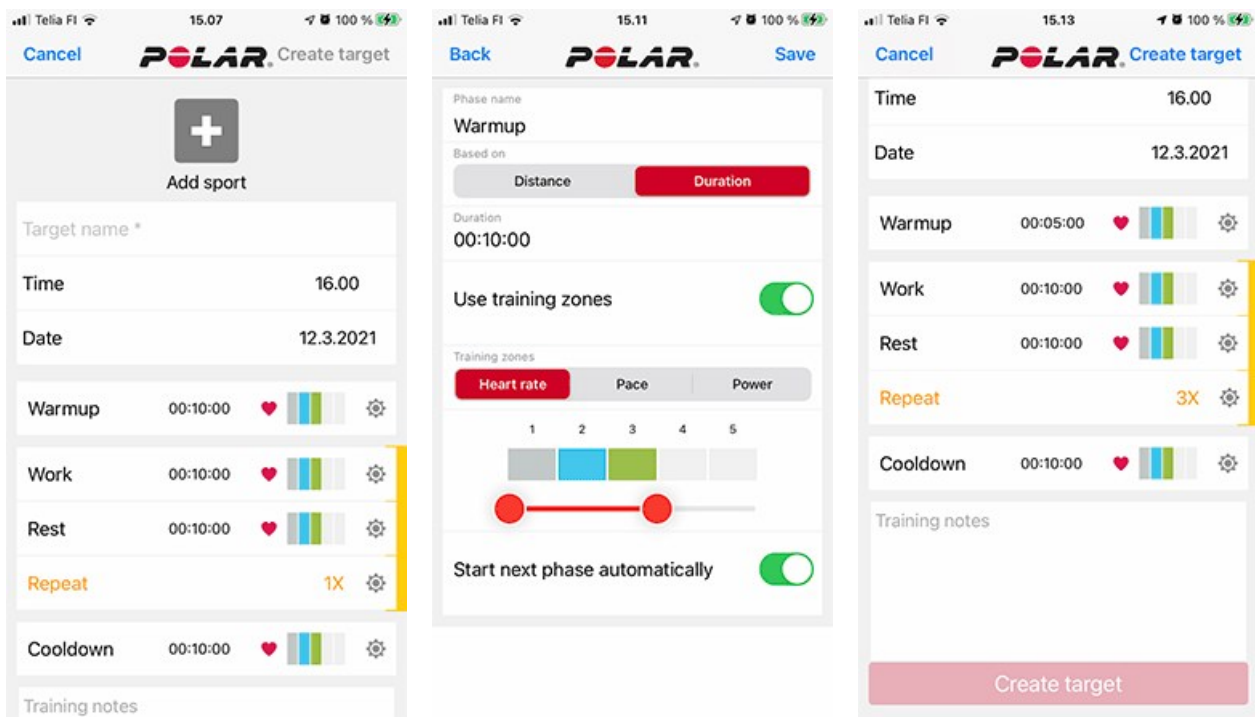 Telia FI 15.07 100 %
Cancel POLAR. Create target
Add sport
Target name *
Time 16.00
Date 12.3.2021
Warmup 00:10:00
Work 00:10:00
Rest 00:10:00
Repeat 1X
Cooldown 00:10:00
Training notes
Telia FI 15.11 100 %
Back POLAR. Save
Phase name
Warmup
Based on
Distance Duration
Duration
00:10:00
Use training zones
Training zones
Heart rate Pace Power
1 2 3 4 5
Start next phase automatically
Telia FI 15.13 100 %
Cancel POLAR. Create target
Time 16.00
Date 12.3.2021
Warmup 00:05:00
Work 00:10:00
Rest 00:10:00
Repeat 3X
Cooldown 00:10:00
Training notes
Create target